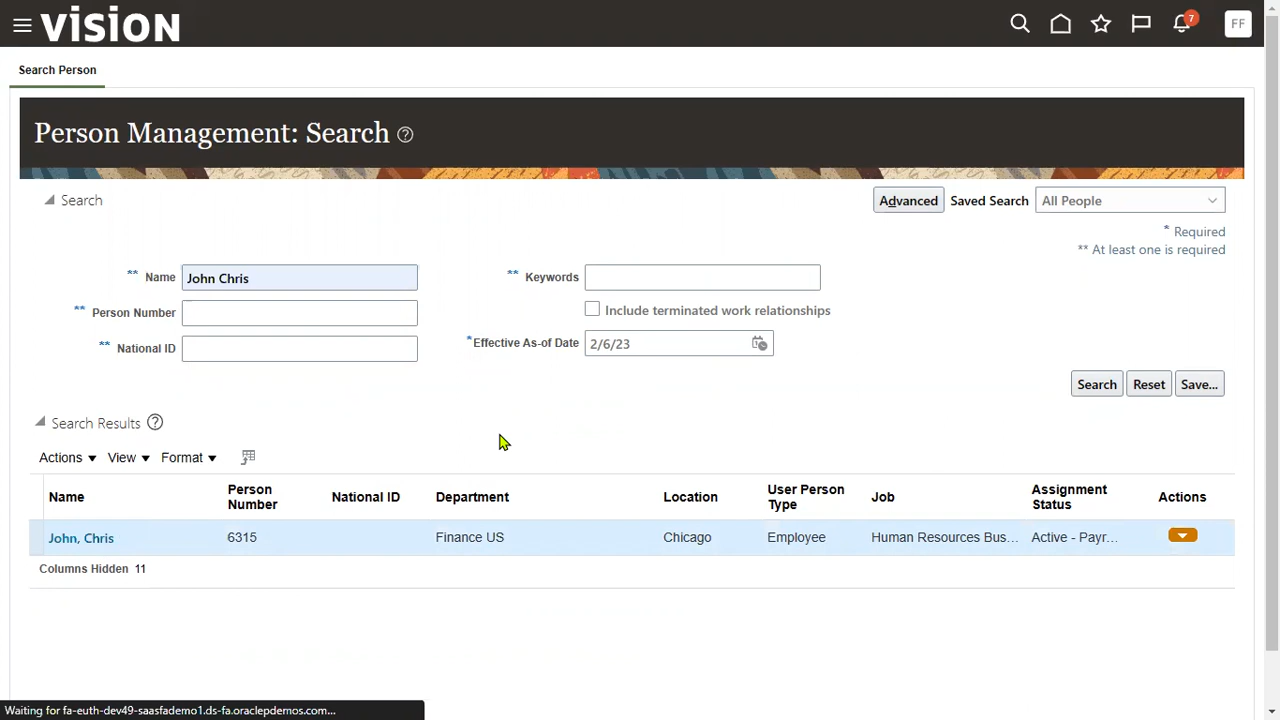 vision
7
FF
Search Person
Person Management: Search ?
Search
Advanced Saved Search All People
* Required
** At least one is required
** Name John Chris
** Keywords
** Person Number
Include terminated work relationships
** National ID
*Effective As-of Date 2/6/23
Search Reset Save...
Search Results ?
Actions View Format
Name Person Number National ID Department Location User Person Type Job Assignment Status Actions
John, Chris 6315 Finance US Chicago Employee Human Resources Bus... Active - Payr...
Columns Hidden 11
Waiting for fa-euth-dev49-saasfademo1.ds-fa.oraclepdemos.com...